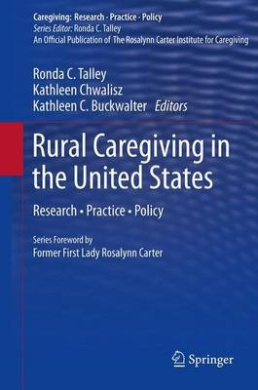 Caregiving: Research · Practice · Policy
Series Editor: Ronda C. Talley
An Official Publication of The Rosalynn Carter Institute for Caregiving
Ronda C. Talley
Kathleen Chwalisz
Kathleen C. Buckwalter Editors
Rural Caregiving in
the United States
Research • Practice • Policy
Series Foreword by
Former First Lady Rosalynn Carter
Springer